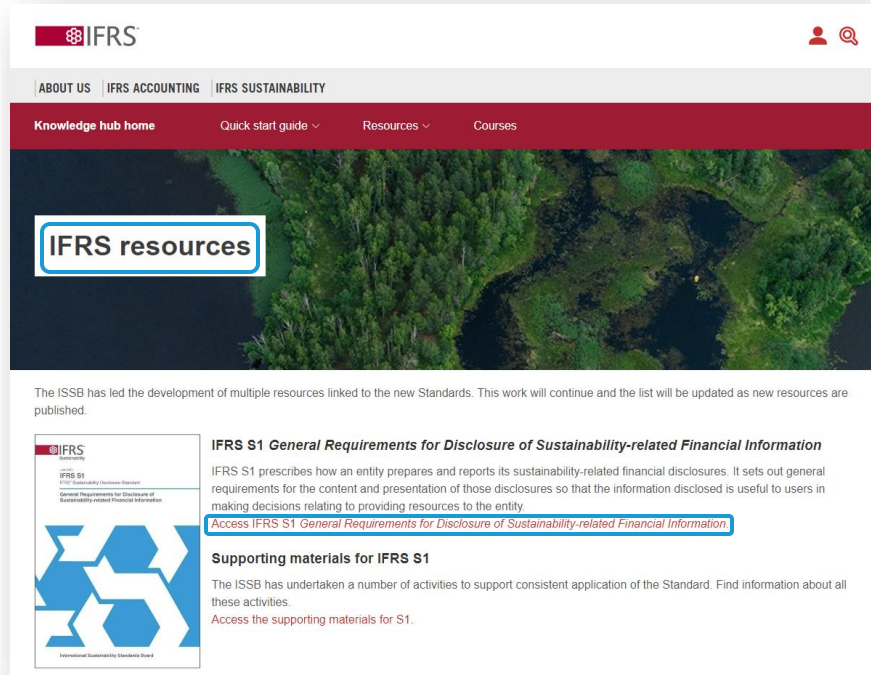 IFRS
ABOUT US IFRS ACCOUNTING IFRS SUSTAINABILITY
Knowledge hub home Quick start guide Resources Courses
IFRS resources
The ISSB has led the development of multiple resources linked to the new Standards. This work will continue and the list will be updated as new resources are
published.
IFRS
Sustainability
IFRS S1
IFRS® Sustainability Disclosure Standard
General Requirements for Disclosure of
Sustainability-related Financial Information
International Sustainability Standards Board
IFRS S1 General Requirements for Disclosure of Sustainability-related Financial Information
IFRS S1 prescribes how an entity prepares and reports its sustainability-related financial disclosures. It sets out general
requirements for the content and presentation of those disclosures so that the information disclosed is useful to users in
making decisions relating to providing resources to the entity.
Access IFRS S1 General Requirements for Disclosure of Sustainability-related Financial Information.
Supporting materials for IFRS S1
The ISSB has undertaken a number of activities to support consistent application of the Standard. Find information about all
these activities.
Access the supporting materials for S1.